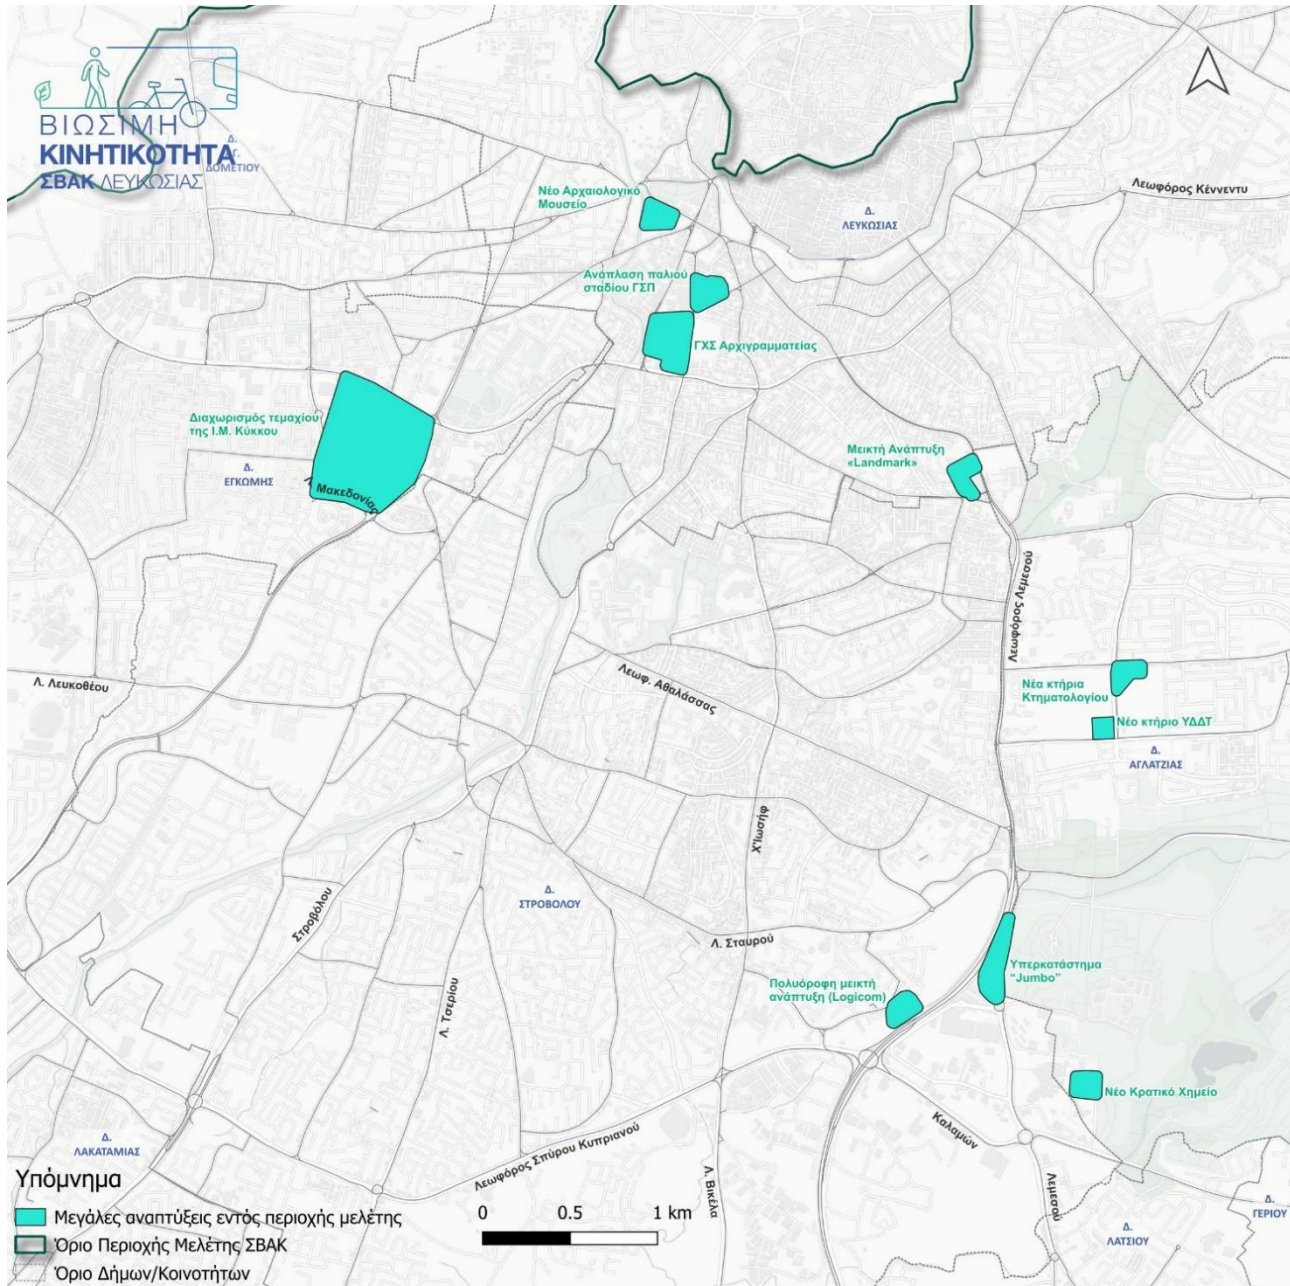 ΒΙΩΣΙΜΗ
ΚΙΝΗΤΙΚΟΤΗΤΑ
ΣΒΑΚ ΛΕΥΚΩΣΙΑΣ
Δ.
Γ.
ΔΟΜΕΤΙΟΥ
Νέο Αρχαιολογικό
Μουσείο
Λεωφόρος Κέννεντυ
Δ.
ΛΕΥΚΩΣΙΑΣ
Ανάπλαση παλιού
σταδίου ΓΣΠ
ΓΧΣ Αρχιγραμματείας
Διαχωρισμός τεμαχίου
της Ι.Μ. Κύκκου
Μεικτή Ανάπτυξη
«Landmark»
Δ.
ΕΓΚΩΜΗΣ
Λ. Μακεδονίας
Λεωφόρος Λεμεσού
Λ. Λευκοθέου
Λεωφ. Αθαλάσσας
Νέα κτήρια
Κτηματολογίου
Νέο κτήριο ΥΔΔΤ
Δ.
ΑΓΛΑΤΖΙΑΣ
Χ'Ιωσήφ
Δ.
ΣΤΡΟΒΟΛΟΥ
Στροβόλου
Λ. Σταυρού
Λ. Τσερίου
Υπερκατάστημα
“Jumbo”
Πολυόροφη μεικτή
ανάπτυξη (Logicom)
Νέο Κρατικό Χημείο
Καλαμών
Λεωφόρος Σπύρου Κυπριανού
Λ. Βικέλα
Λεμεσού
Δ.
ΛΑΚΑΤΑΜΙΑΣ
Δ.
ΓΕΡΙΟΥ
Δ.
ΛΑΤΣΙΟΥ
Υπόμνημα
Μεγάλες αναπτύξεις εντός περιοχής μελέτης
Όριο Περιοχής Μελέτης ΣΒΑΚ
Όριο Δήμων/Κοινοτήτων
0 0.5 1 km